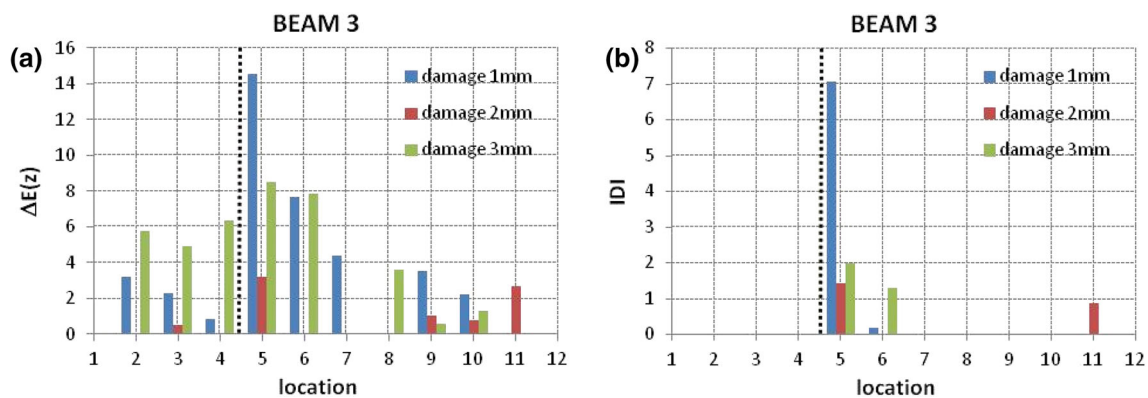 BEAM 3
(a)
16
14
12
10
8
6
4
2
0
ΔE(z)
damage 1mm
damage 2mm
damage 3mm
1 2 3 4 5 6 7 8 9 10 11 12
location
BEAM 3
(b)
8
7
6
5
4
3
2
1
0
IDI
damage 1mm
damage 2mm
damage 3mm
1 2 3 4 5 6 7 8 9 10 11 12
location